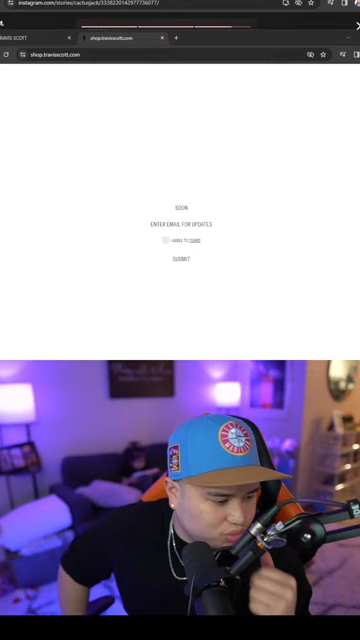 instagram.com/stories/cactusjack/3338220142977736077/
TRAVIS SCOTT
shop.travisscott.com
shop.travisscott.com
SOON
ENTER EMAIL FOR UPDATES
I AGREE TO TERMS
SUBMIT